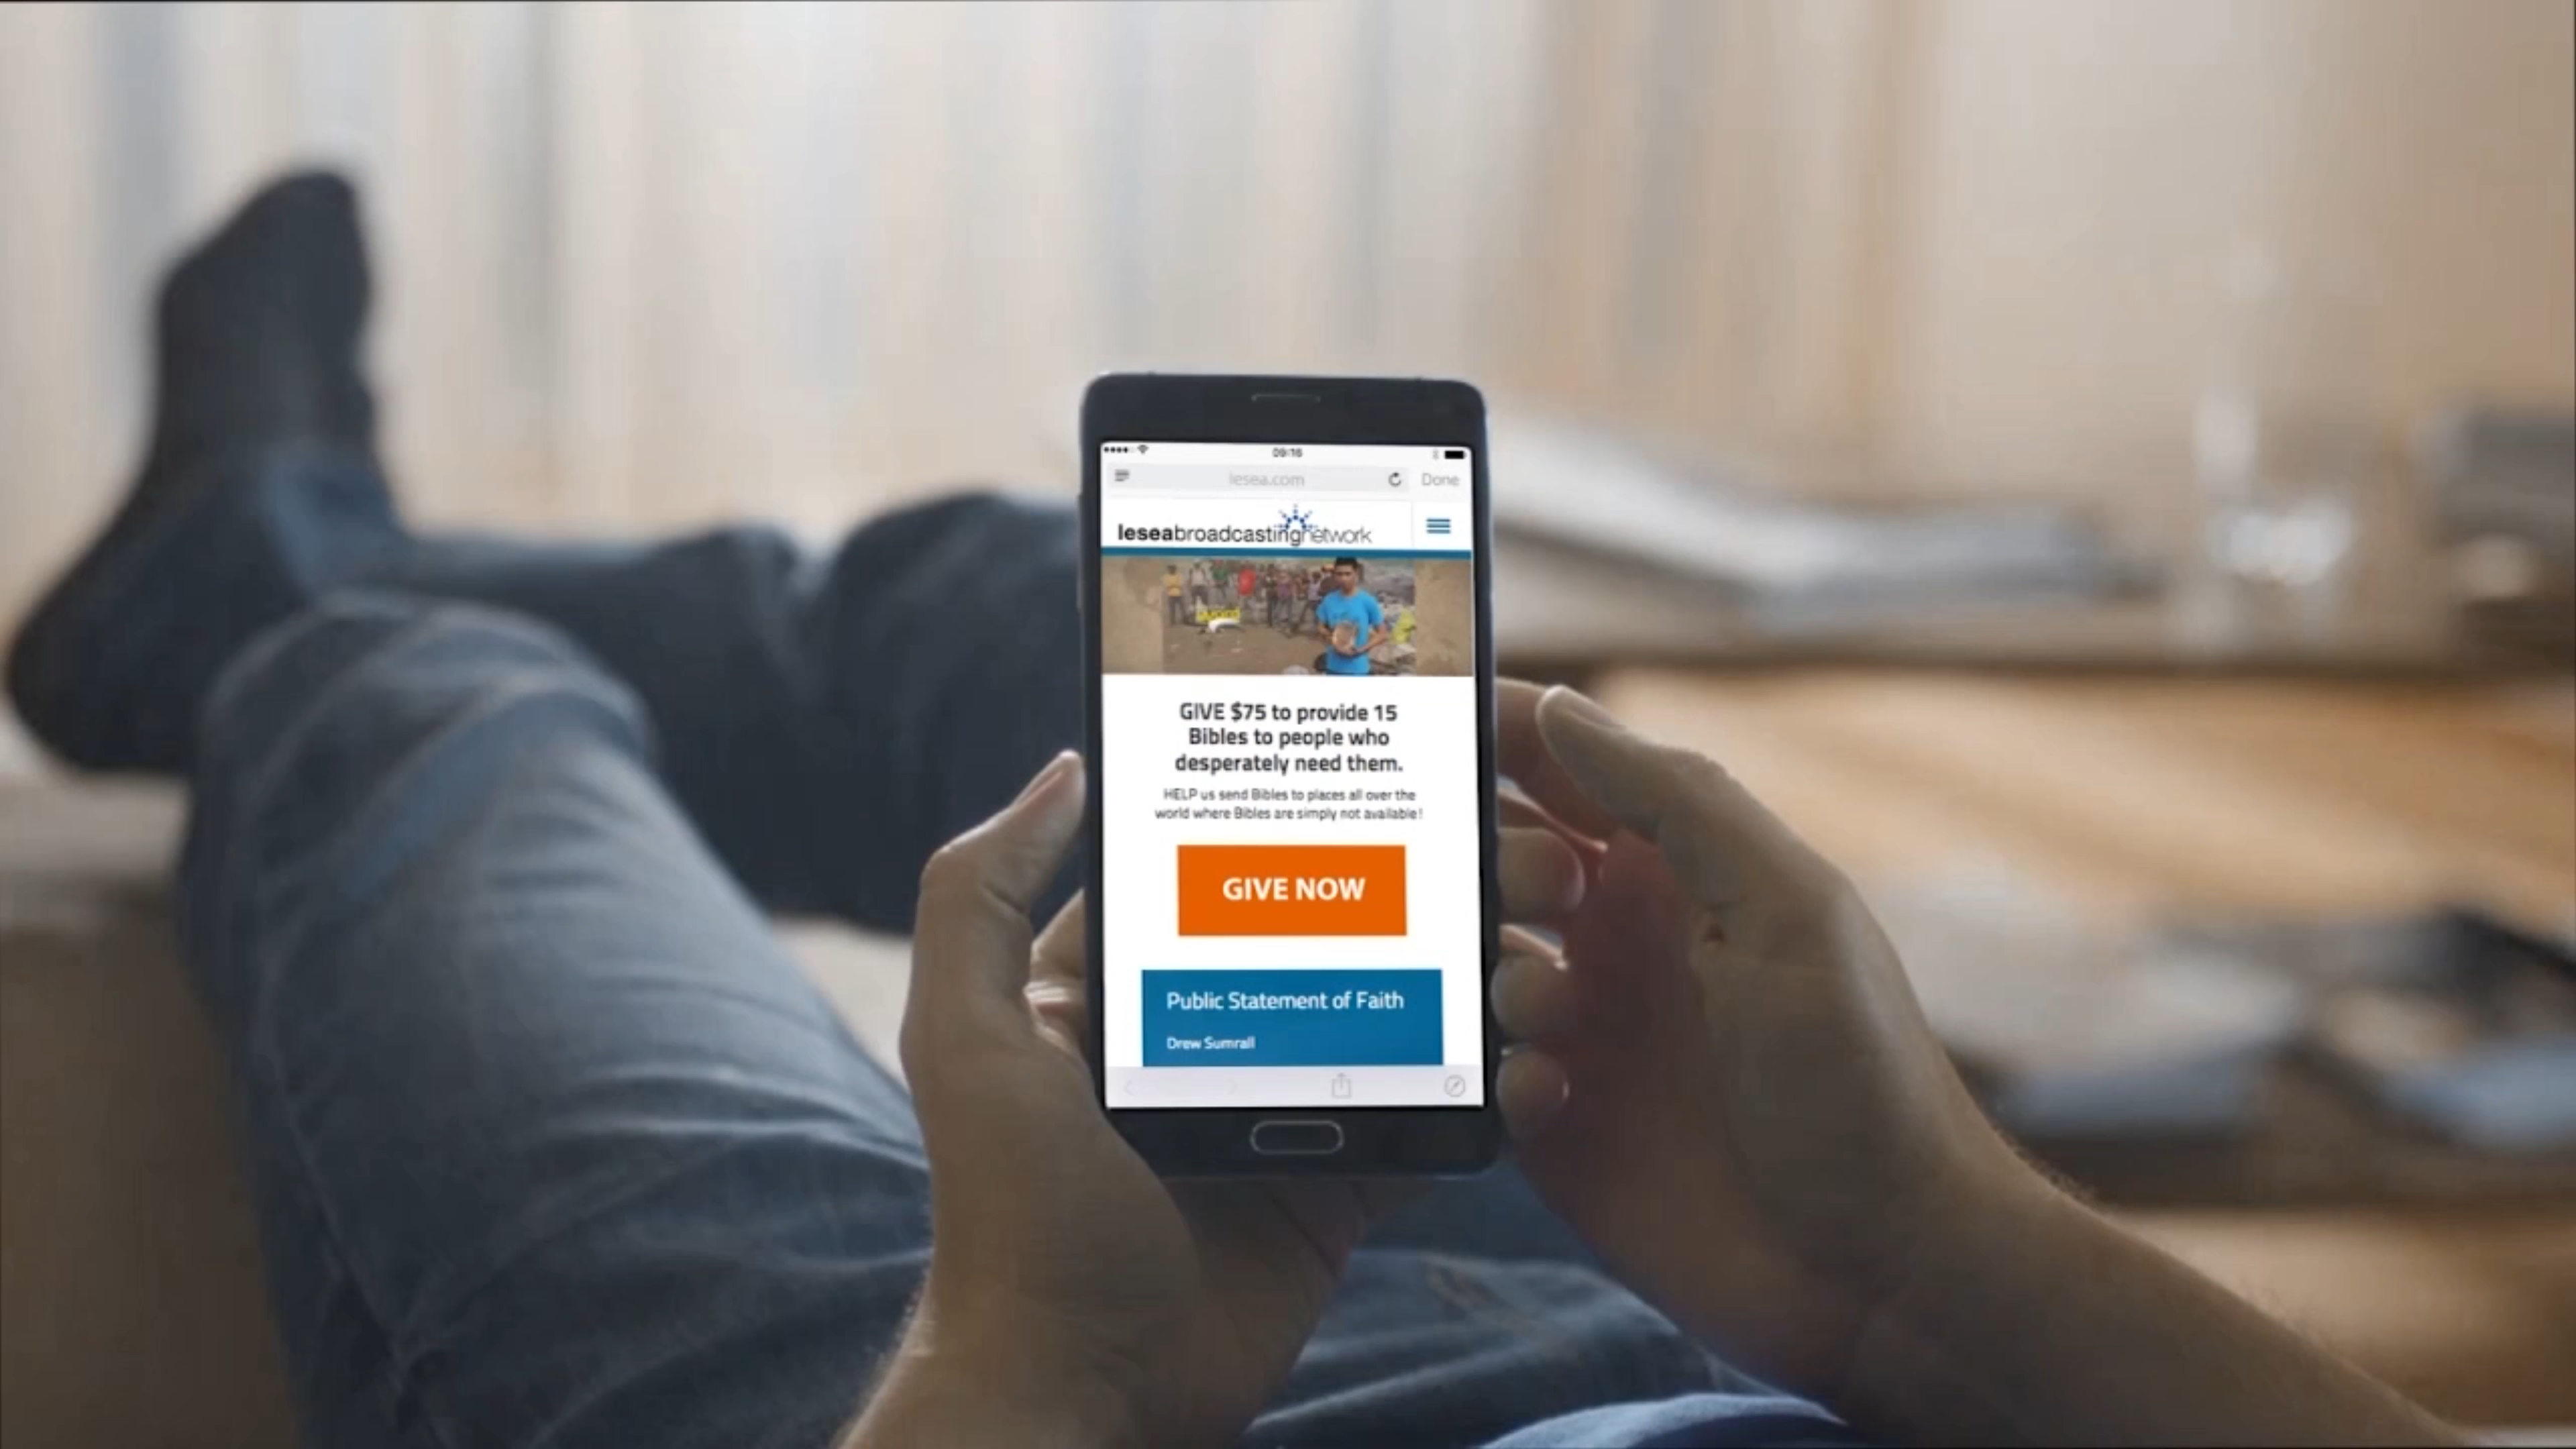 09:16
lesea.com
Done
leseabroadcastingnetwork
GIVE $75 to provide 15
Bibles to people who
desperately need them.
HELP us send Bibles to places all over the
world where Bibles are simply not available!
GIVE NOW
Public Statement of Faith
Drew Sumrall